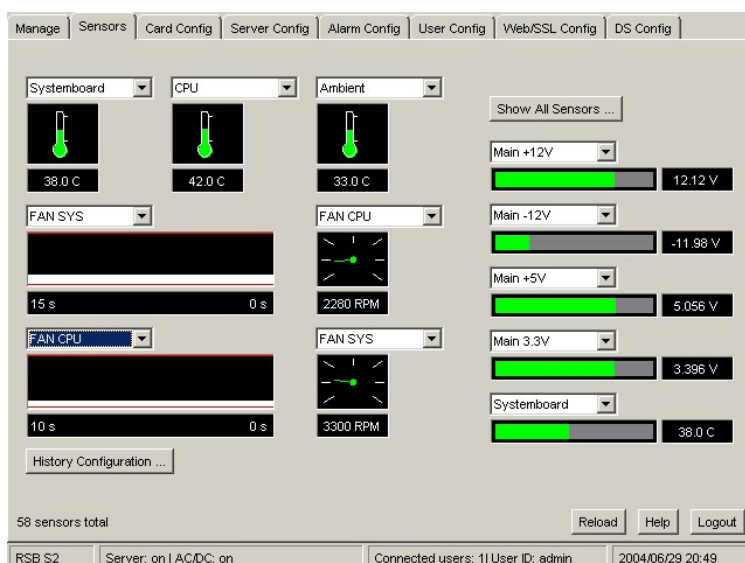 Manage Sensors Card Config Server Config Alarm Config User Config Web/SSL Config DS Config
Systemboard CPU Ambient
Show All Sensors ...
38.0 C 42.0 C 33.0 C
Main +12V
12.12 V
FAN SYS FAN CPU
Main -12V
-11.98 V
15 s 0 s 2280 RPM
Main +5V
5.056 V
FAN CPU FAN SYS
Main 3.3V
3.396 V
10 s 0 s 3300 RPM
Systemboard
38.0 C
History Configuration ...
58 sensors total
Reload Help Logout
RSB S2 Server: on | AC/DC: on Connected users: 1| User ID: admin 2004/06/29 20:49